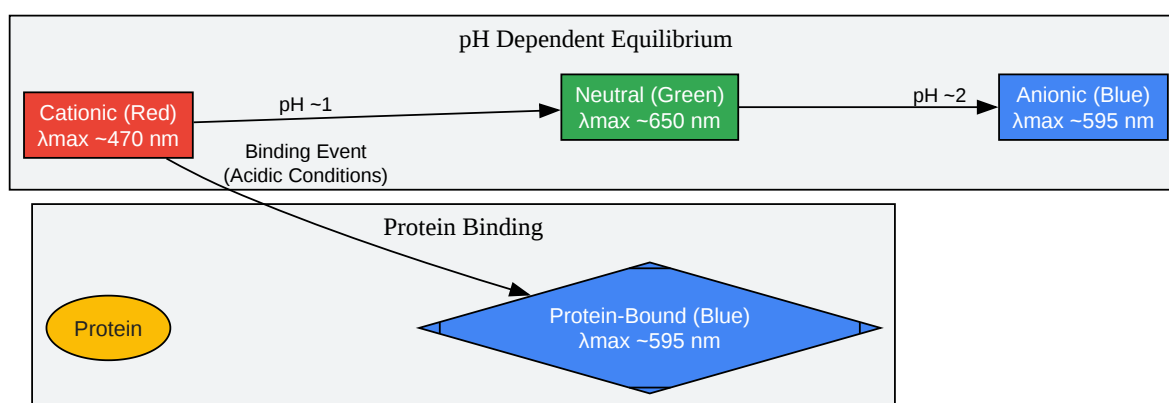 pH Dependent Equilibrium
Cationic (Red)
λmax ~470 nm
pH ~1
Neutral (Green)
λmax ~650 nm
pH ~2
Anionic (Blue)
λmax ~595 nm
Binding Event
(Acidic Conditions)
Protein Binding
Protein
Protein-Bound (Blue)
λmax ~595 nm